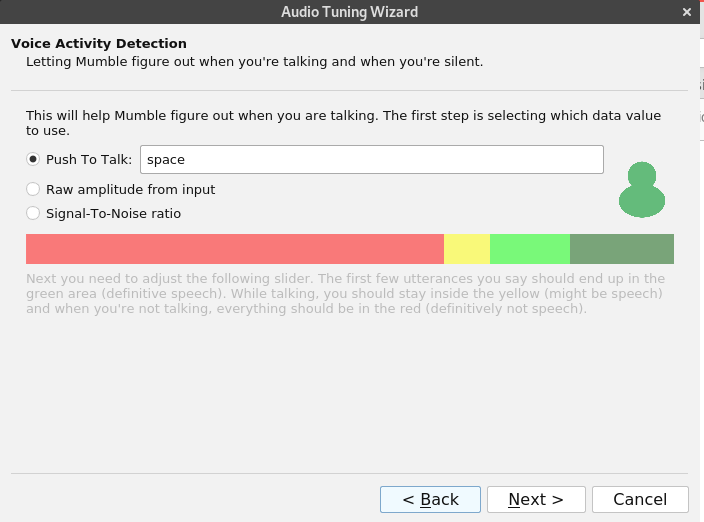 Audio Tuning Wizard
×
Voice Activity Detection
Letting Mumble figure out when you're talking and when you're silent.
This will help Mumble figure out when you are talking. The first step is selecting which data value
to use.
Push To Talk: space
Raw amplitude from input
Signal-To-Noise ratio
Next you need to adjust the following slider. The first few utterances you say should end up in the
green area (definitive speech). While talking, you should stay inside the yellow (might be speech)
and when you're not talking, everything should be in the red (definitively not speech).
< Back Next > Cancel